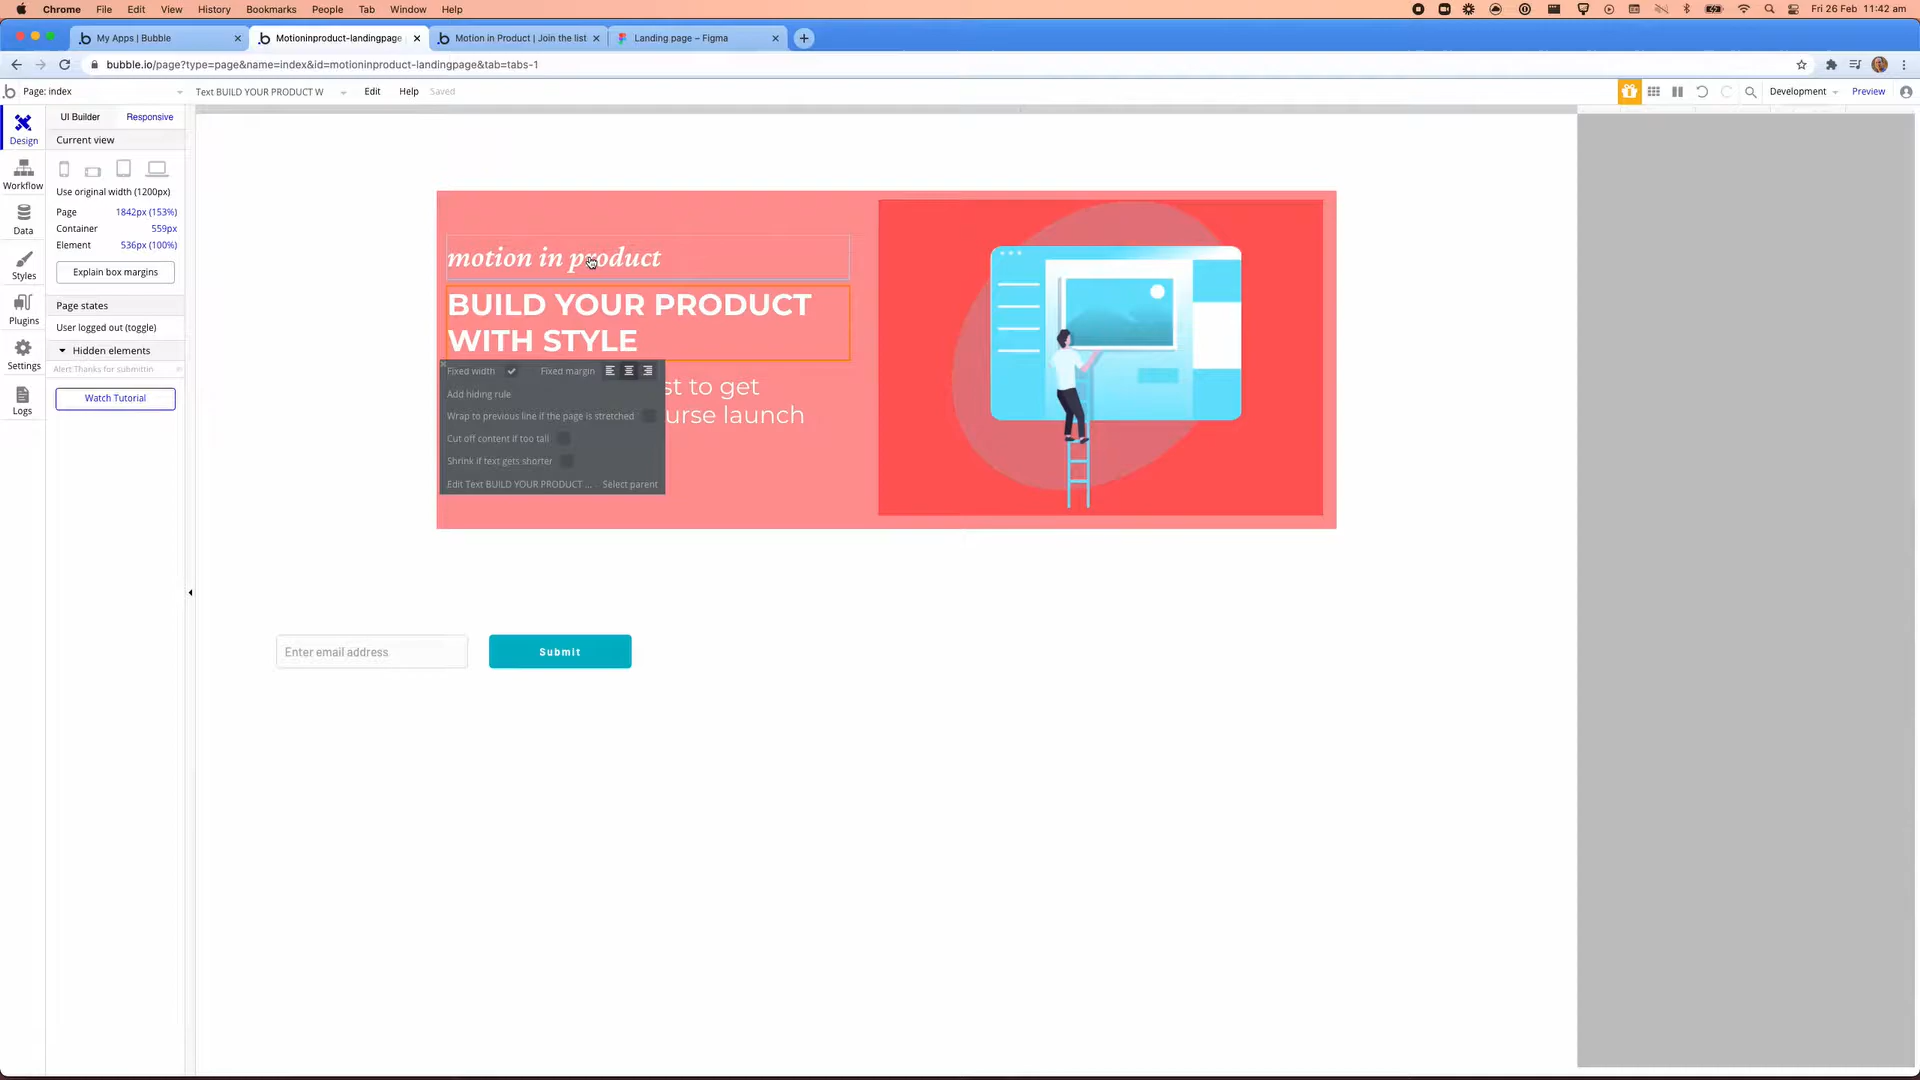 Chrome File Edit View History Bookmarks People Tab Window Help
Fri 26 Feb 11:42 am
My Apps | Bubble
Motioninproduct-landingpage
Motion in Product | Join the list
Landing page – Figma
bubble.io/page?type=page&name=index&id=motioninproduct-landingpage&tab=tabs-1
Page: index
Text BUILD YOUR PRODUCT W
Edit Help Saved
Development Preview
Design
Workflow
Data
Styles
Plugins
Settings
Logs
UI Builder Responsive
Current view
Use original width (1200px)
Page 1842px (153%)
Container 559px
Element 536px (100%)
Explain box margins
Page states
User logged out (toggle)
Hidden elements
Alert Thanks for submittin
Watch Tutorial
motion in product
BUILD YOUR PRODUCT
WITH STYLE
st to get
urse launch
Fixed width Fixed margin
Add hiding rule
Wrap to previous line if the page is stretched
Cut off content if too tall
Shrink if text gets shorter
Edit Text BUILD YOUR PRODUCT ... Select parent
Enter email address
Submit